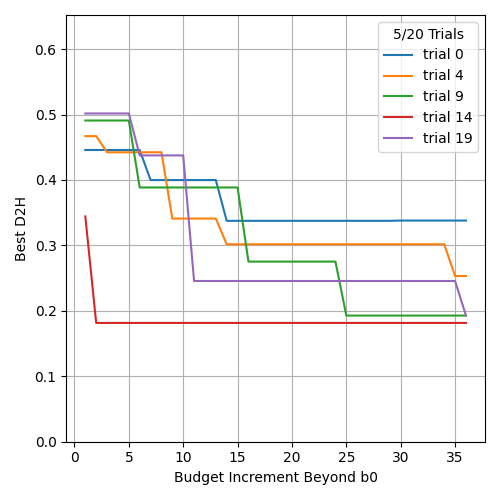 5/20 Trials
trial 0
trial 4
trial 9
trial 14
trial 19
0.6
0.5
0.4
0.3
0.2
0.1
0.0
Best D2H
0 5 10 15 20 25 30 35
Budget Increment Beyond b0